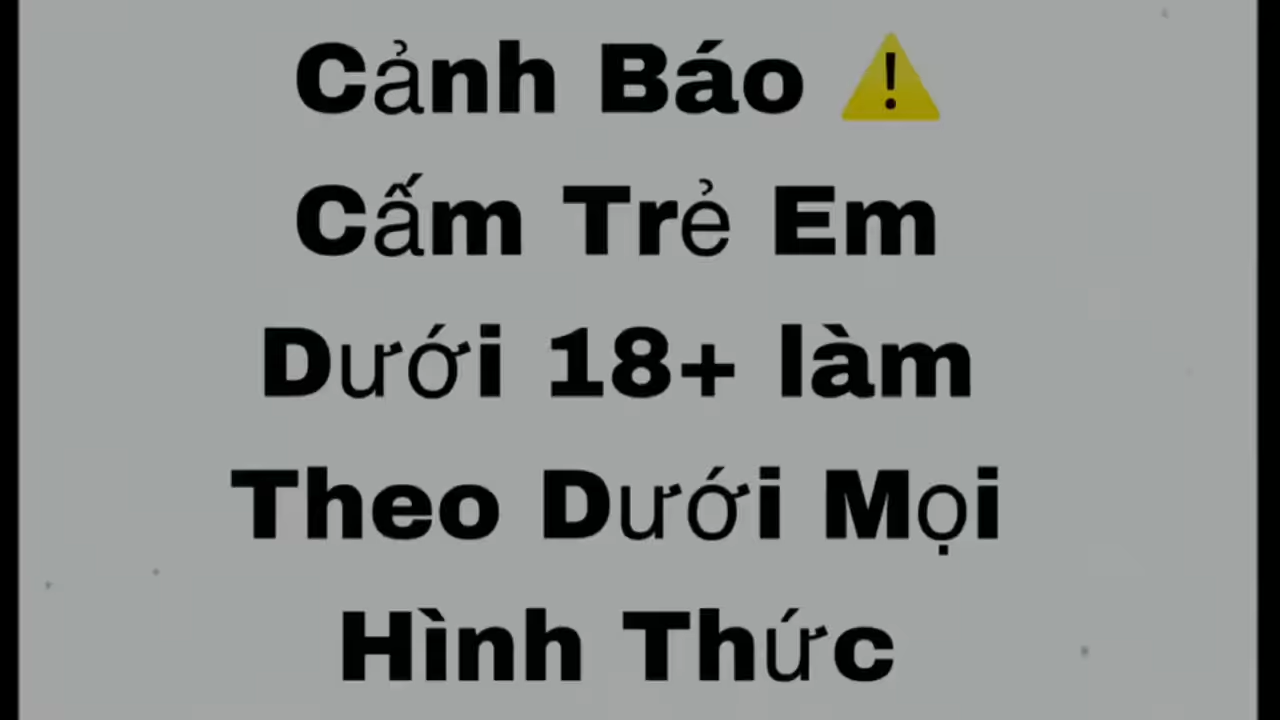 Cảnh Báo ⚠️
Cấm Trẻ Em
Dưới 18+ làm
Theo Dưới Mọi
Hình Thức